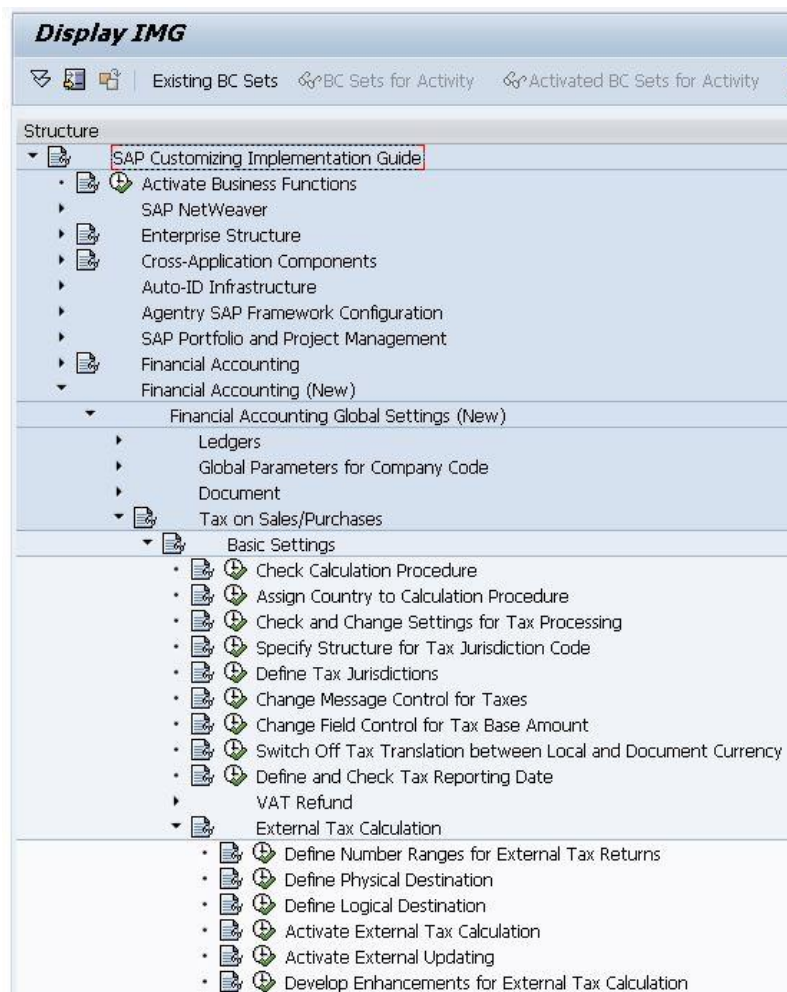 Display IMG
Existing BC Sets BC Sets for Activity Activated BC Sets for Activity
Structure
SAP Customizing Implementation Guide
Activate Business Functions
SAP NetWeaver
Enterprise Structure
Cross-Application Components
Auto-ID Infrastructure
Agentry SAP Framework Configuration
SAP Portfolio and Project Management
Financial Accounting
Financial Accounting (New)
Financial Accounting Global Settings (New)
Ledgers
Global Parameters for Company Code
Document
Tax on Sales/Purchases
Basic Settings
Check Calculation Procedure
Assign Country to Calculation Procedure
Check and Change Settings for Tax Processing
Specify Structure for Tax Jurisdiction Code
Define Tax Jurisdictions
Change Message Control for Taxes
Change Field Control for Tax Base Amount
Switch Off Tax Translation between Local and Document Currency
Define and Check Tax Reporting Date
VAT Refund
External Tax Calculation
Define Number Ranges for External Tax Returns
Define Physical Destination
Define Logical Destination
Activate External Tax Calculation
Activate External Updating
Develop Enhancements for External Tax Calculation